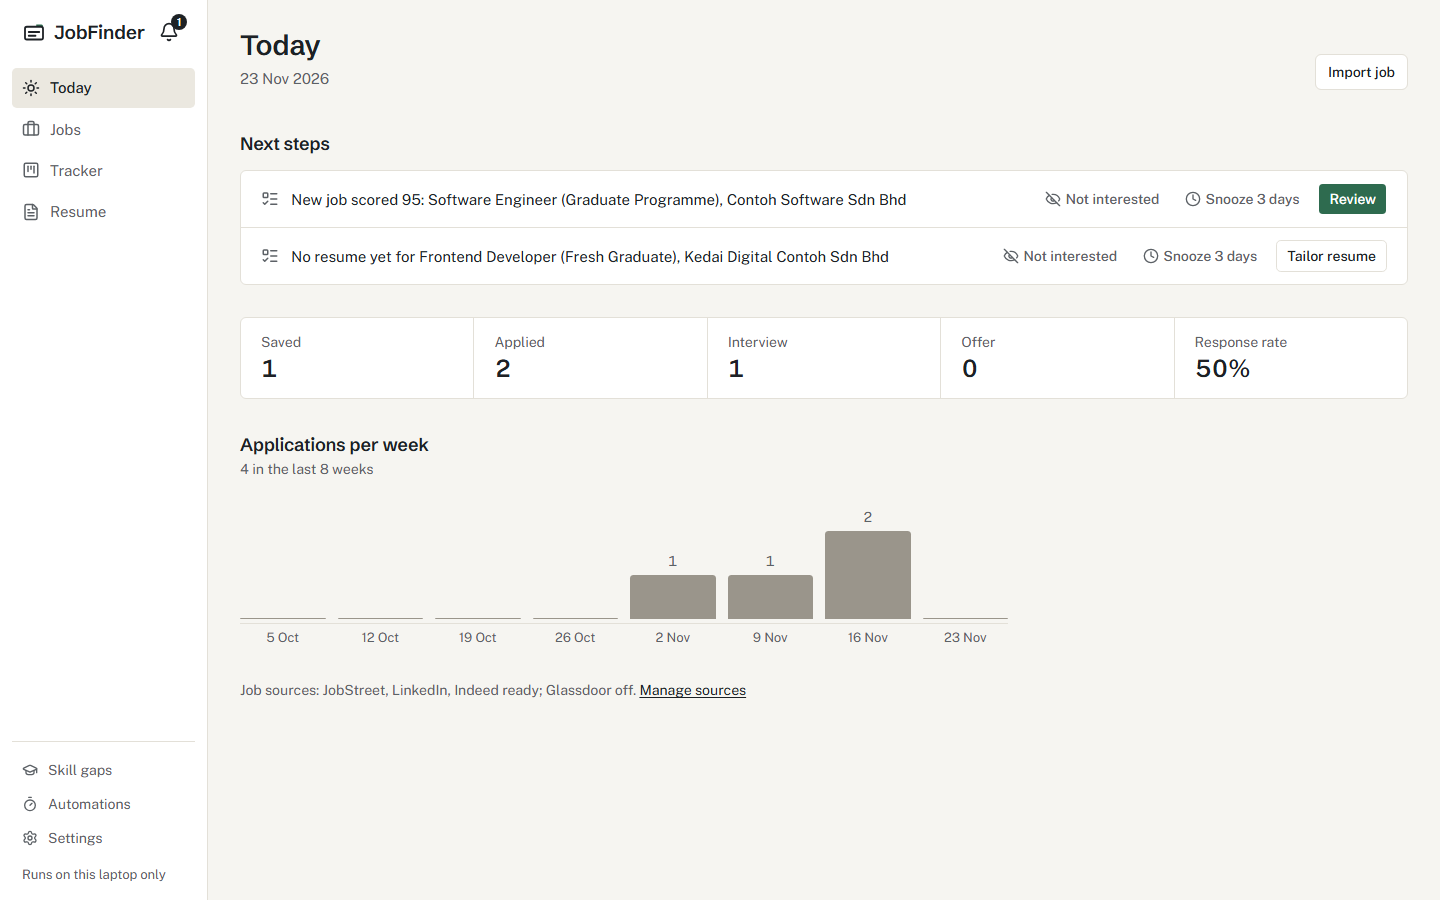 JobFinder
1
Today
Jobs
Tracker
Resume
Skill gaps
Automations
Settings
Runs on this laptop only
Today
23 Nov 2026
Import job
Next steps
New job scored 95: Software Engineer (Graduate Programme), Contoh Software Sdn Bhd
Not interested
Snooze 3 days
Review
No resume yet for Frontend Developer (Fresh Graduate), Kedai Digital Contoh Sdn Bhd
Not interested
Snooze 3 days
Tailor resume
Saved
1
Applied
2
Interview
1
Offer
0
Response rate
50%
Applications per week
4 in the last 8 weeks
1
1
2
5 Oct
12 Oct
19 Oct
26 Oct
2 Nov
9 Nov
16 Nov
23 Nov
Job sources: JobStreet, LinkedIn, Indeed ready; Glassdoor off. Manage sources